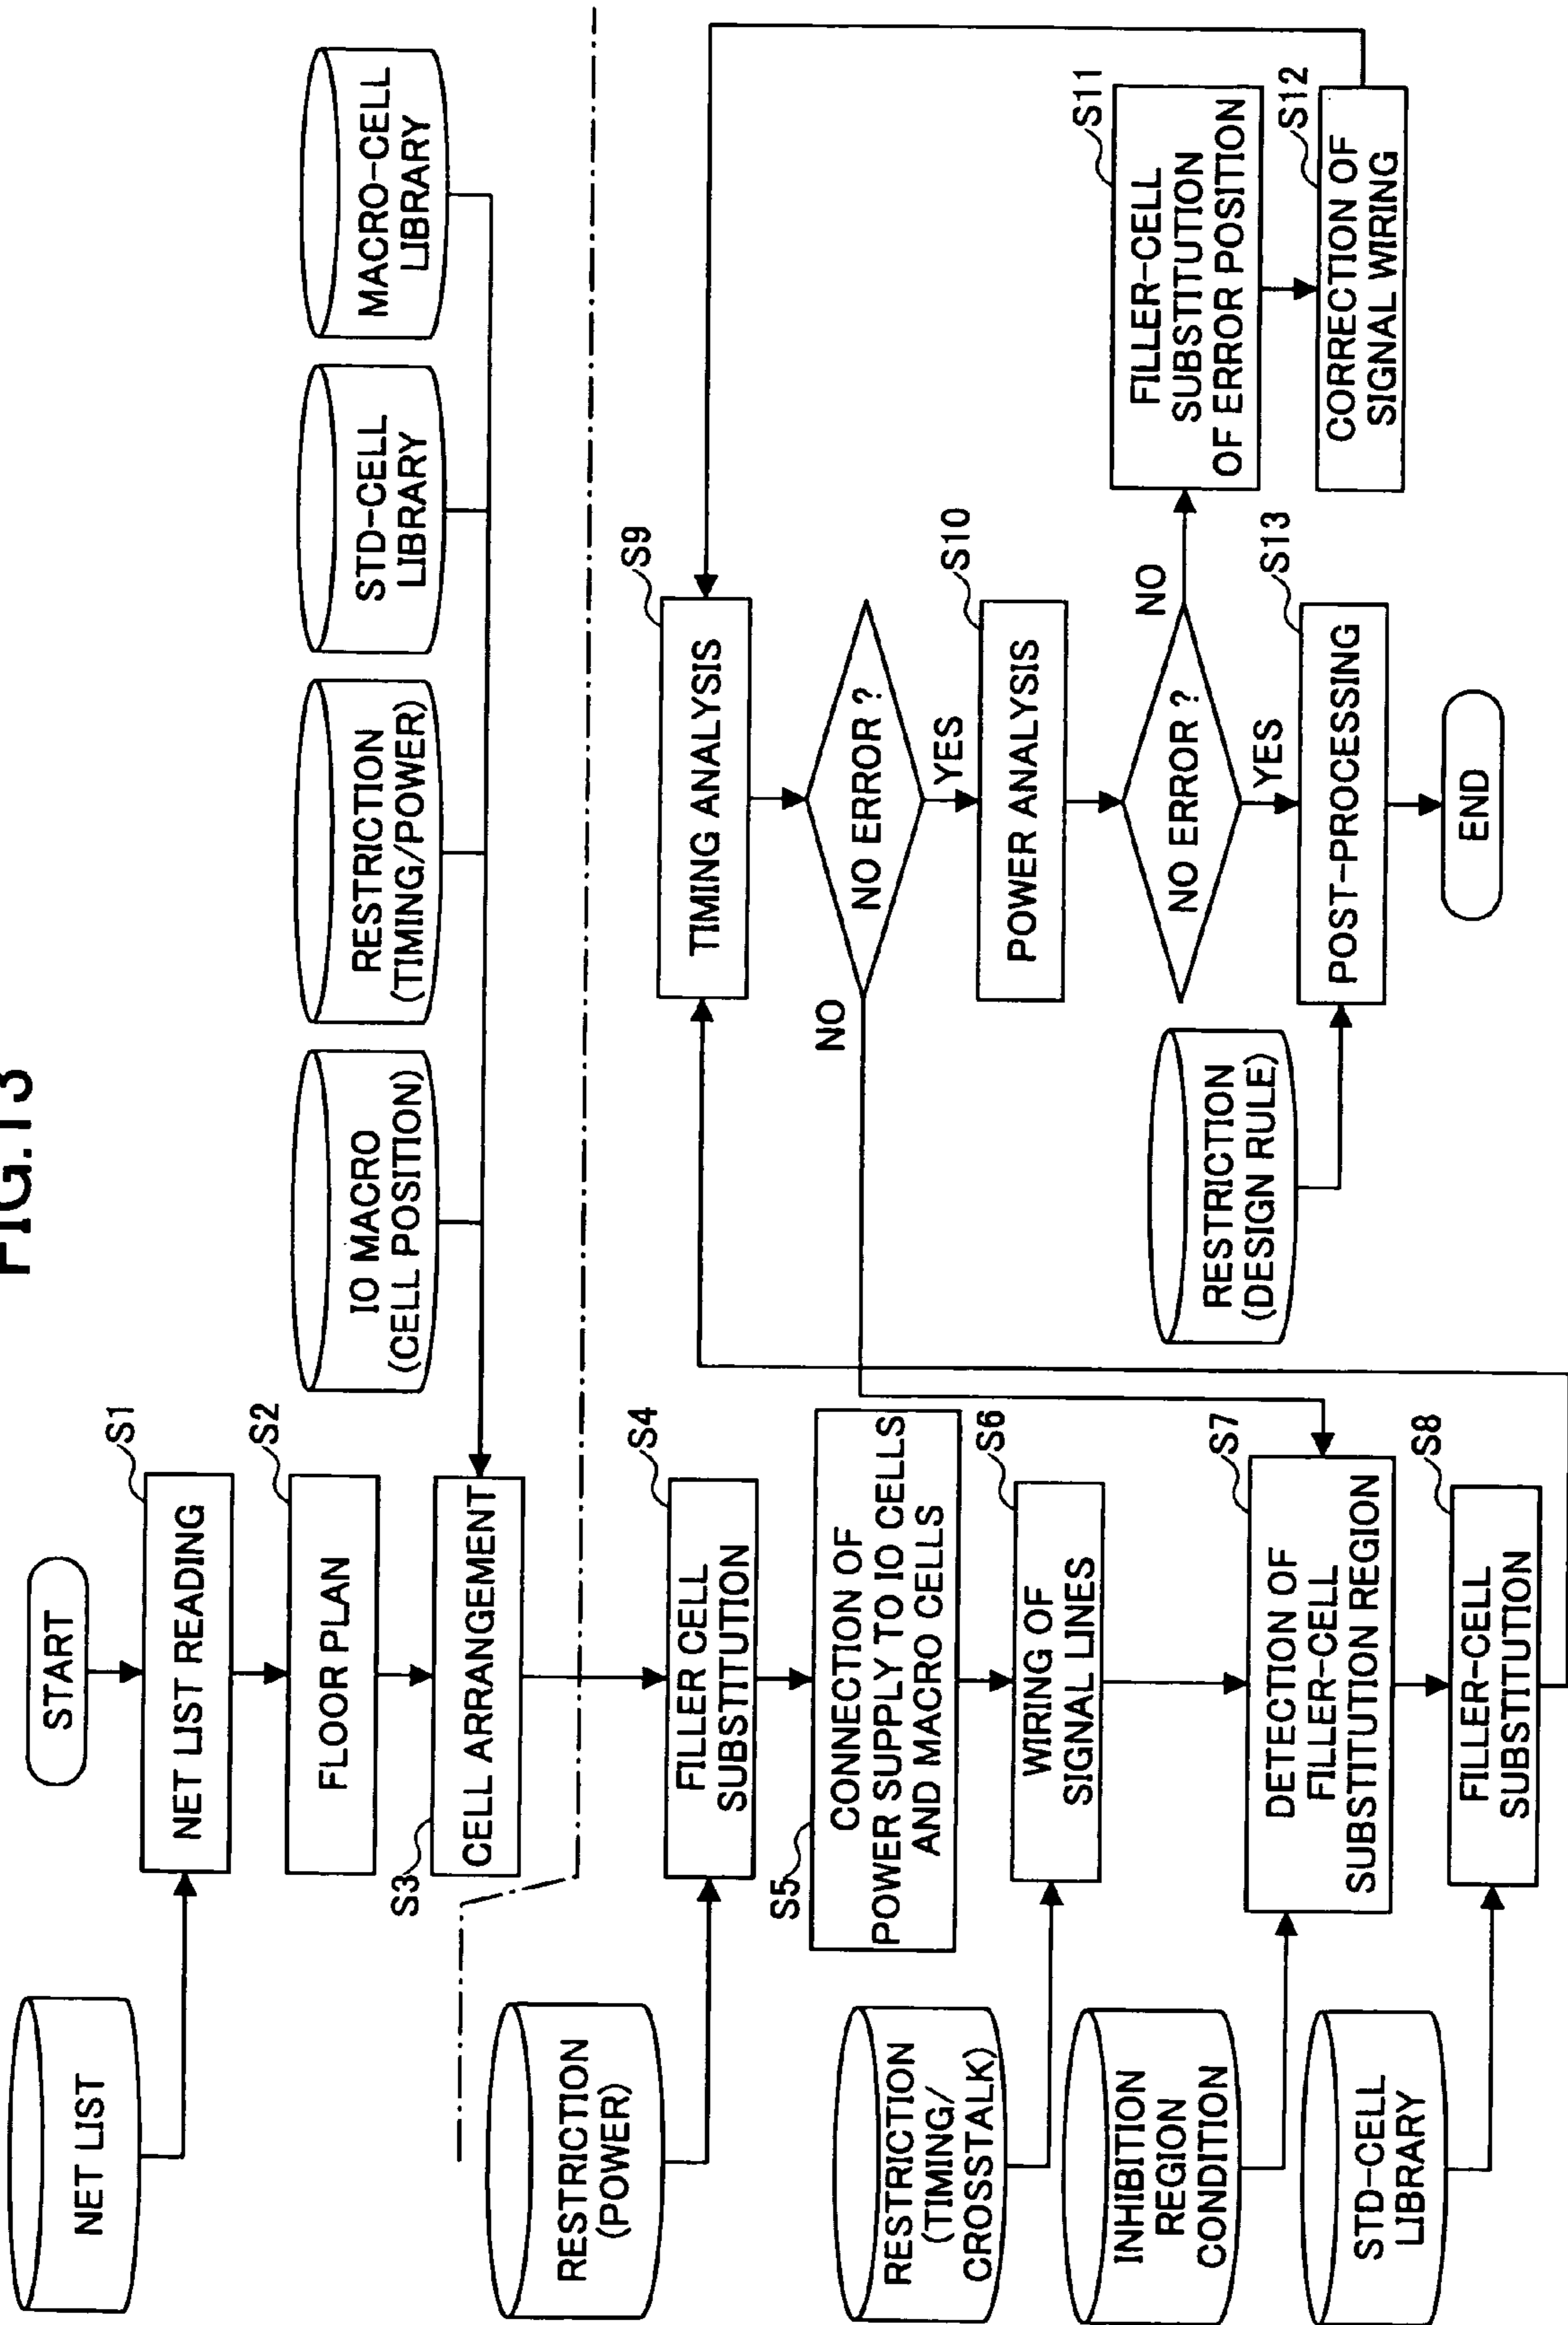 FIG.13
START
NET LIST
S1
NET LIST READING
S2
FLOOR PLAN
S3
CELL ARRANGEMENT
IO MACRO
(CELL POSITION)
RESTRICTION
(TIMING/POWER)
STD-CELL
LIBRARY
MACRO-CELL
LIBRARY
RESTRICTION
(POWER)
S4
FILLER CELL
SUBSTITUTION
S5
CONNECTION OF
POWER SUPPLY TO IO CELLS
AND MACRO CELLS
RESTRICTION
(TIMING/
CROSSTALK)
S6
WIRING OF
SIGNAL LINES
INHIBITION
REGION
CONDITION
S7
DETECTION OF
FILLER-CELL
SUBSTITUTION REGION
STD-CELL
LIBRARY
S8
FILLER-CELL
SUBSTITUTION
S9
TIMING ANALYSIS
NO ERROR ?
NO
YES
S10
POWER ANALYSIS
NO ERROR ?
NO
YES
S11
FILLER-CELL
SUBSTITUTION
OF ERROR POSITION
S12
CORRECTION OF
SIGNAL WIRING
RESTRICTION
(DESIGN RULE)
S13
POST-PROCESSING
END